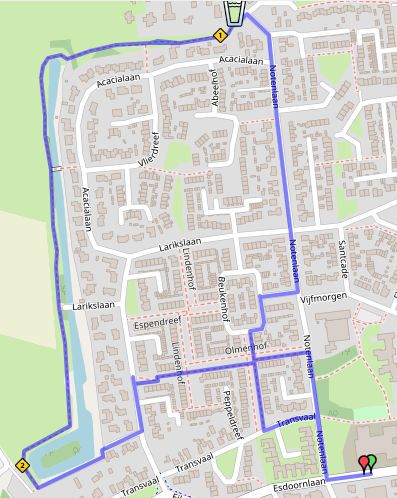 1
Acacialaan
Acacialaan
Notenlaan
Abeelhof
Vlierdreef
Acacialaan
Larikslaan
Lindenhof
Notenlaan
Santcade
Beukenhof
Vijfmorgen
Larikslaan
Espendreef
Olmenhof
Lindenhof
Notenlaan
Peppeldreef
Transvaal
Notenlaan
Transvaal
2
Transvaal
Esdoornlaan